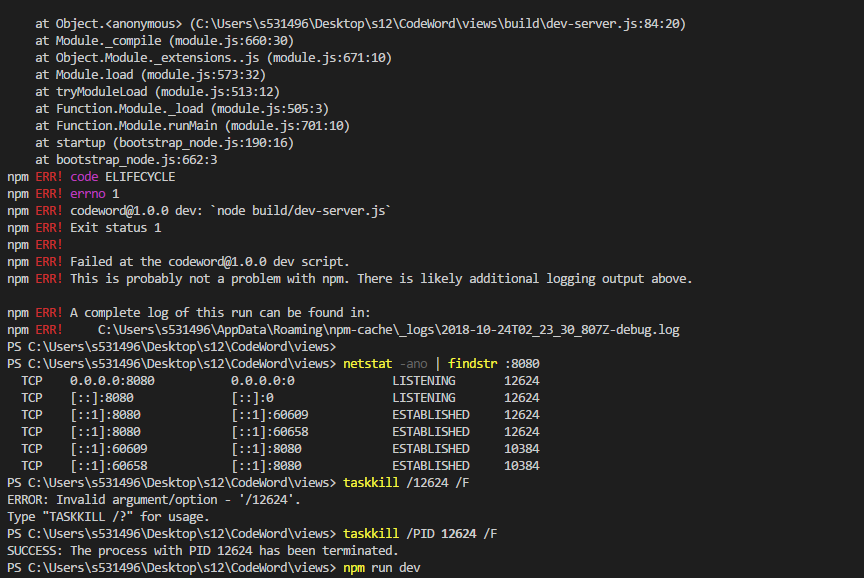 at Object.<anonymous> (C:\Users\s531496\Desktop\s12\CodeWord\views\build\dev-server.js:84:20)
at Module._compile (module.js:660:30)
at Object.Module._extensions..js (module.js:671:10)
at Module.load (module.js:573:32)
at tryModuleLoad (module.js:513:12)
at Function.Module._load (module.js:505:3)
at Function.Module.runMain (module.js:701:10)
at startup (bootstrap_node.js:190:16)
at bootstrap_node.js:662:3
npm ERR! code ELIFECYCLE
npm ERR! errno 1
npm ERR! codeword@1.0.0 dev: `node build/dev-server.js`
npm ERR! Exit status 1
npm ERR!
npm ERR! Failed at the codeword@1.0.0 dev script.
npm ERR! This is probably not a problem with npm. There is likely additional logging output above.
npm ERR! A complete log of this run can be found in:
npm ERR!     C:\Users\s531496\AppData\Roaming\npm-cache\_logs\2018-10-24T02_23_30_807Z-debug.log
PS C:\Users\s531496\Desktop\s12\CodeWord\views>
PS C:\Users\s531496\Desktop\s12\CodeWord\views> netstat -ano | findstr :8080
TCP    0.0.0.0:8080           0.0.0.0:0              LISTENING       12624
TCP    [::]:8080              [::]:0                 LISTENING       12624
TCP    [::1]:8080             [::1]:60609            ESTABLISHED     12624
TCP    [::1]:8080             [::1]:60658            ESTABLISHED     12624
TCP    [::1]:60609            [::1]:8080             ESTABLISHED     10384
TCP    [::1]:60658            [::1]:8080             ESTABLISHED     10384
PS C:\Users\s531496\Desktop\s12\CodeWord\views> taskkill /12624 /F
ERROR: Invalid argument/option - '/12624'.
Type "TASKKILL /?" for usage.
PS C:\Users\s531496\Desktop\s12\CodeWord\views> taskkill /PID 12624 /F
SUCCESS: The process with PID 12624 has been terminated.
PS C:\Users\s531496\Desktop\s12\CodeWord\views> npm run dev